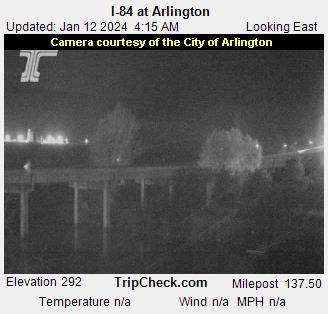 I-84 at Arlington
Updated: Jan 12 2024 4:15 AM Looking East
Camera courtesy of the City of Arlington
Elevation 292 TripCheck.com Milepost 137.50
Temperature n/a Wind n/a MPH n/a